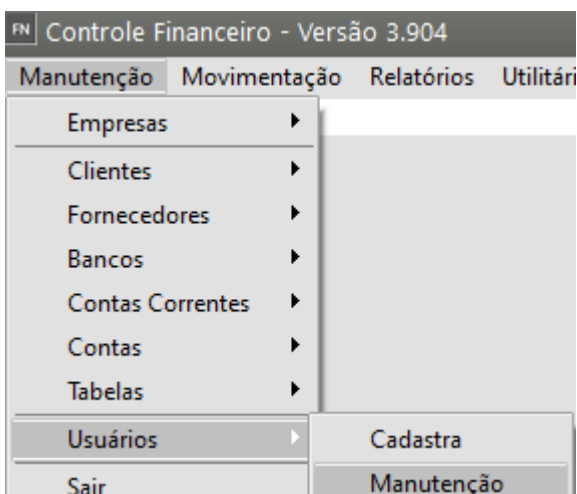 FN Controle Financeiro - Versão 3.904
Manutenção Movimentação Relatórios
Empresas
Clientes
Fornecedores
Bancos
Contas Correntes
Contas
Tabelas
Usuários Cadastra
Sair Manutenção